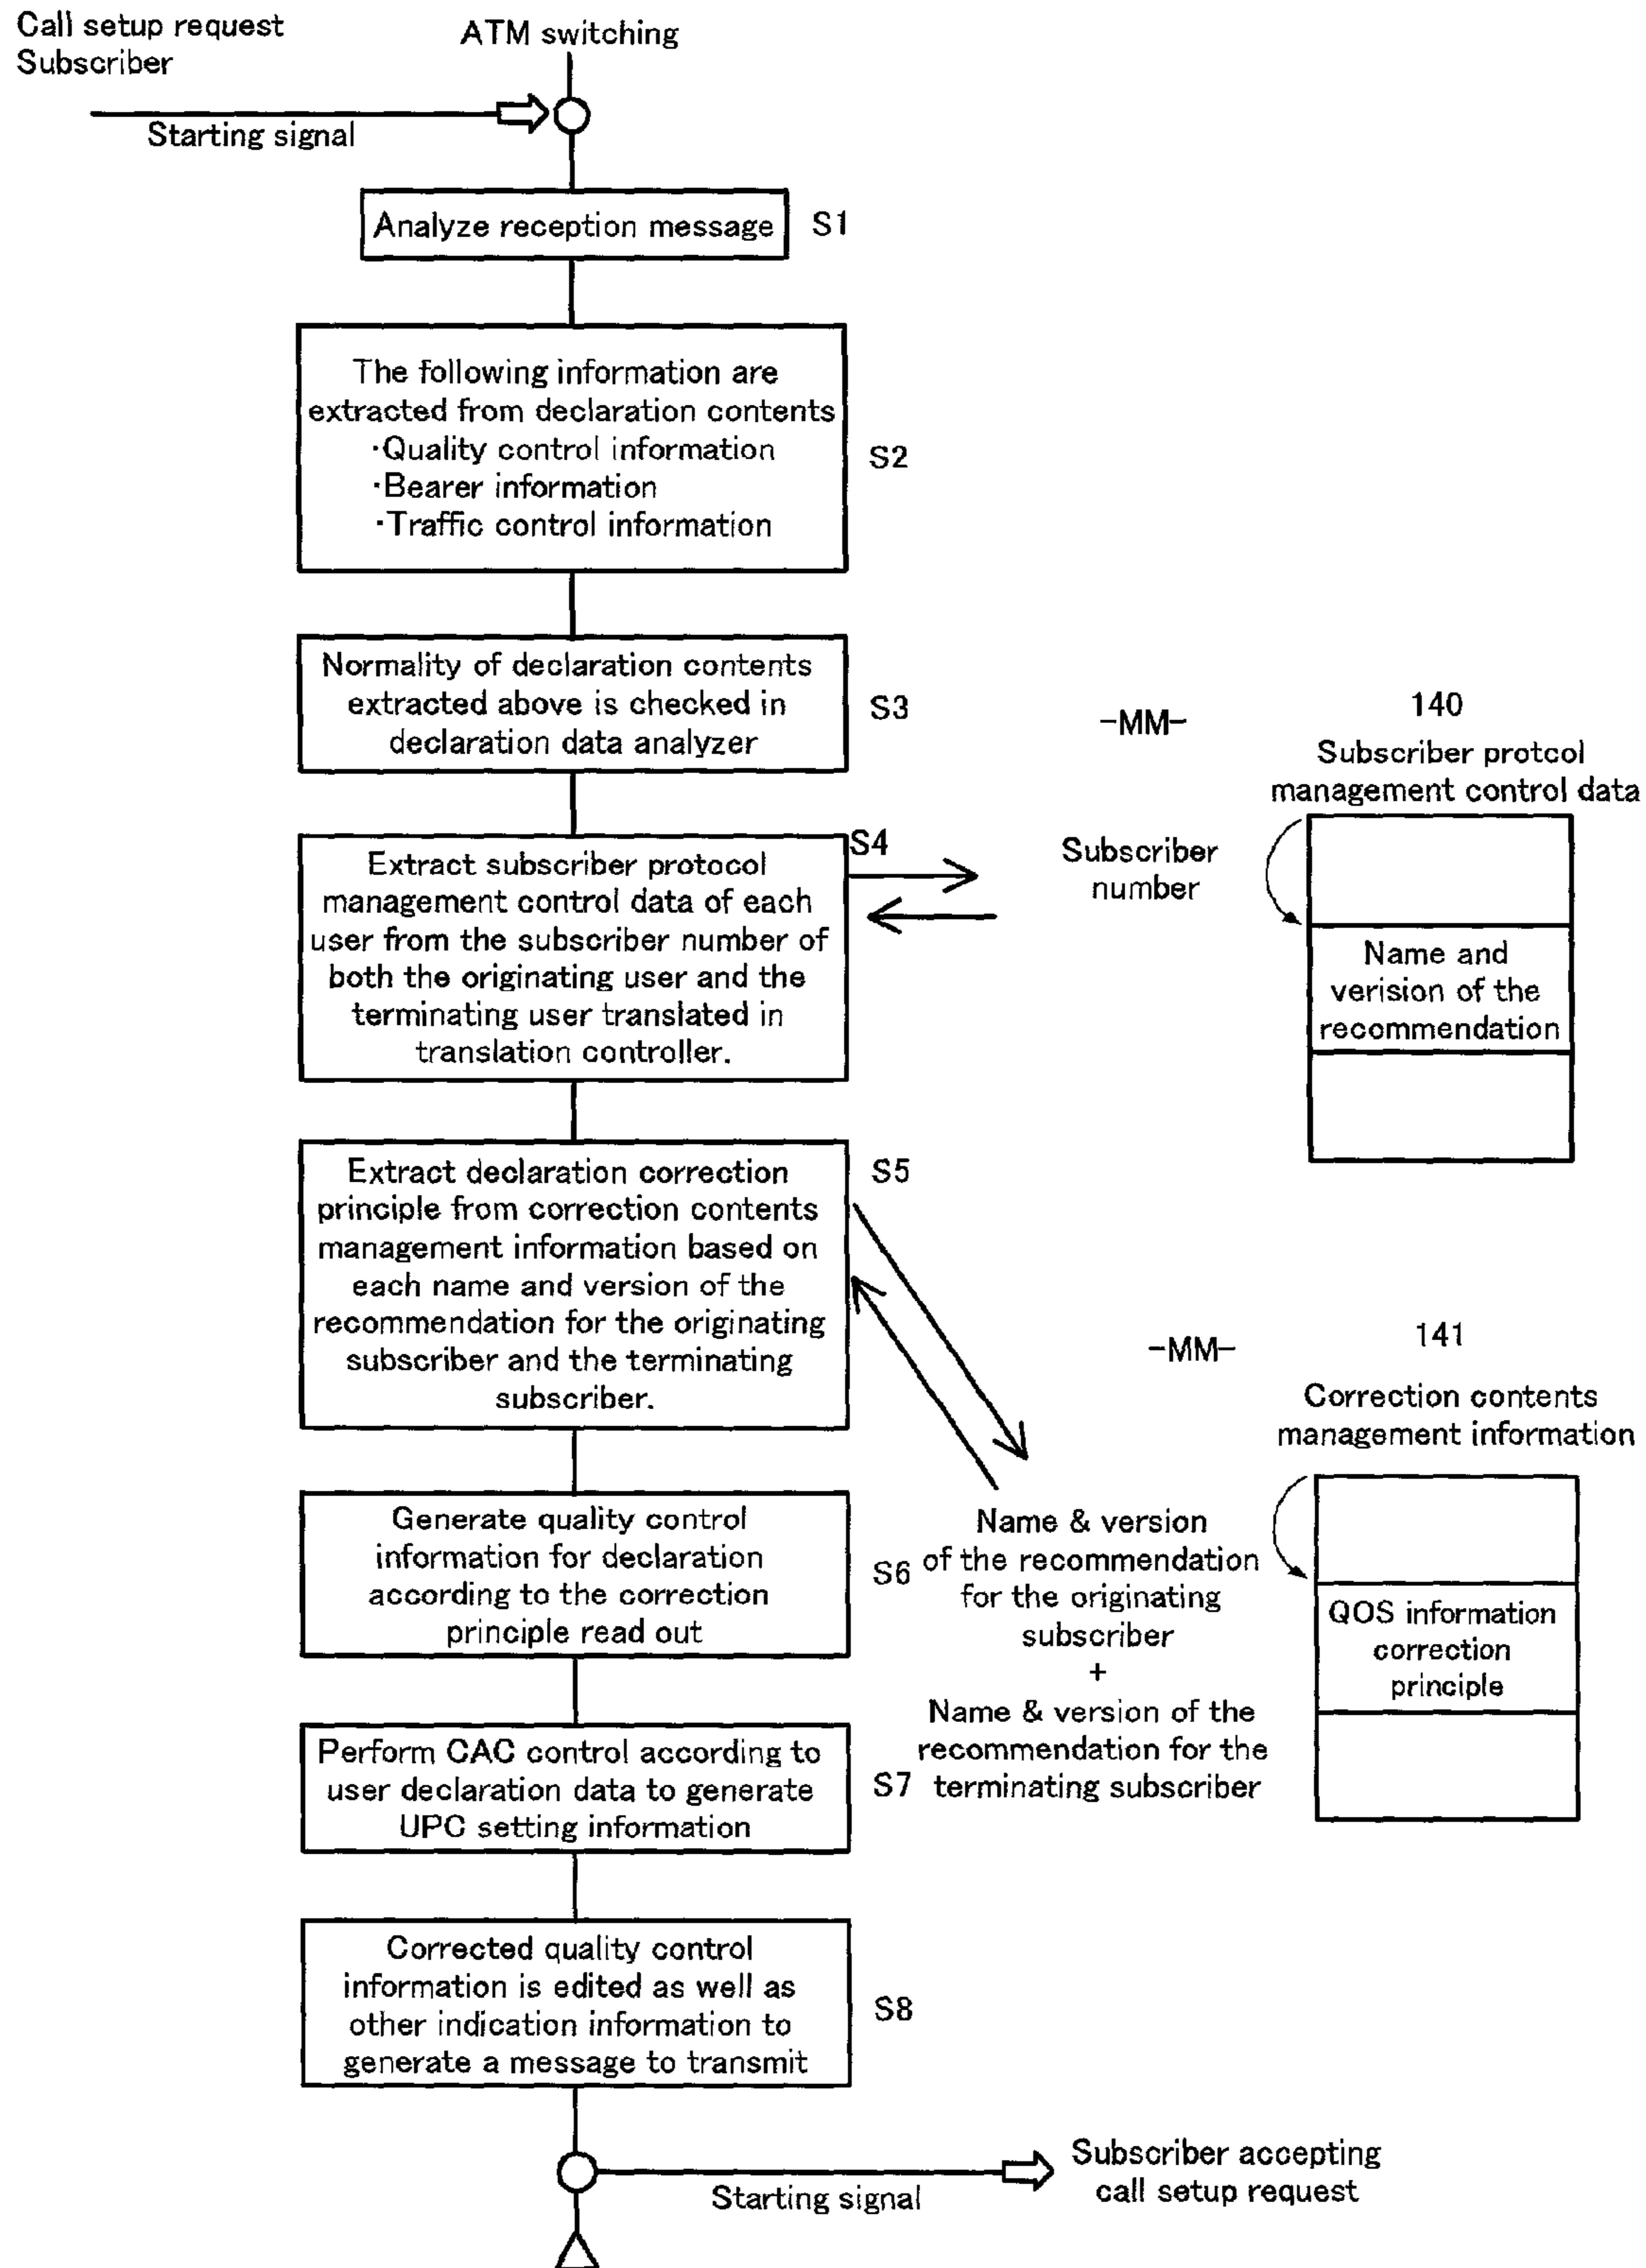 Call setup request
Subscriber
ATM switching
Starting signal
Analyze reception message
S1
The following information are
extracted from declaration contents
·Quality control information
·Bearer information
·Traffic control information
S2
Normality of declaration contents
extracted above is checked in
declaration data analyzer
S3
-MM-
140
Subscriber protcol
management control data
S4
Extract subscriber protocol
management control data of each
user from the subscriber number of
both the originating user and the
terminating user translated in
translation controller.
Subscriber
number
Name and
verision of the
recommendation
Extract declaration correction
principle from correction contents
management information based on
each name and version of the
recommendation for the originating
subscriber and the terminating
subscriber.
S5
-MM-
141
Correction contents
management information
Generate quality control
information for declaration
according to the correction
principle read out
S6
Name & version
of the recommendation
for the originating
subscriber
+
Name & version of the
recommendation for the
terminating subscriber
QOS information
correction
principle
Perform CAC control according to
user declaration data to generate
UPC setting information
S7
Corrected quality control
information is edited as well as
other indication information to
generate a message to transmit
S8
Starting signal
Subscriber accepting
call setup request